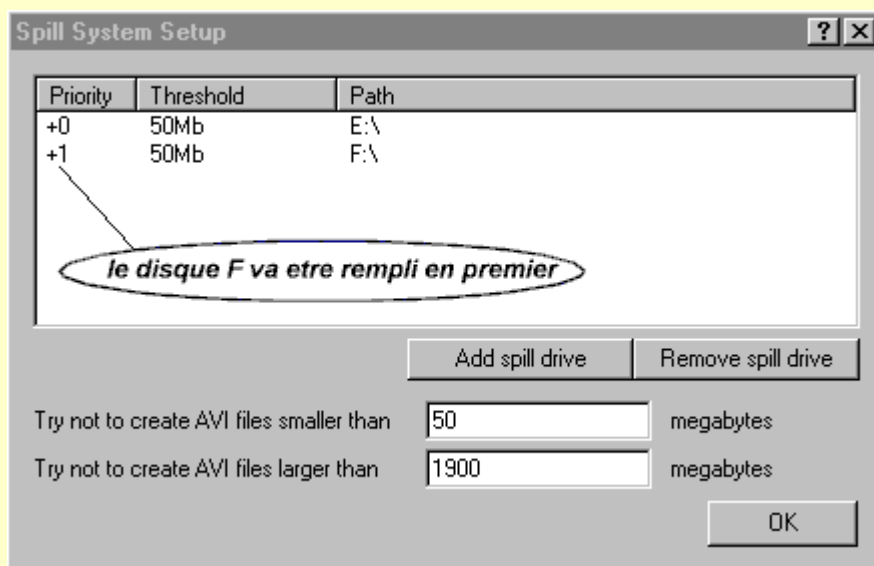 Spill System Setup
Priority Threshold Path
+0 50Mb E:\
+1 50Mb F:\
le disque F va etre rempli en premier
Add spill drive Remove spill drive
Try not to create AVI files smaller than 50 megabytes
Try not to create AVI files larger than 1900 megabytes
OK